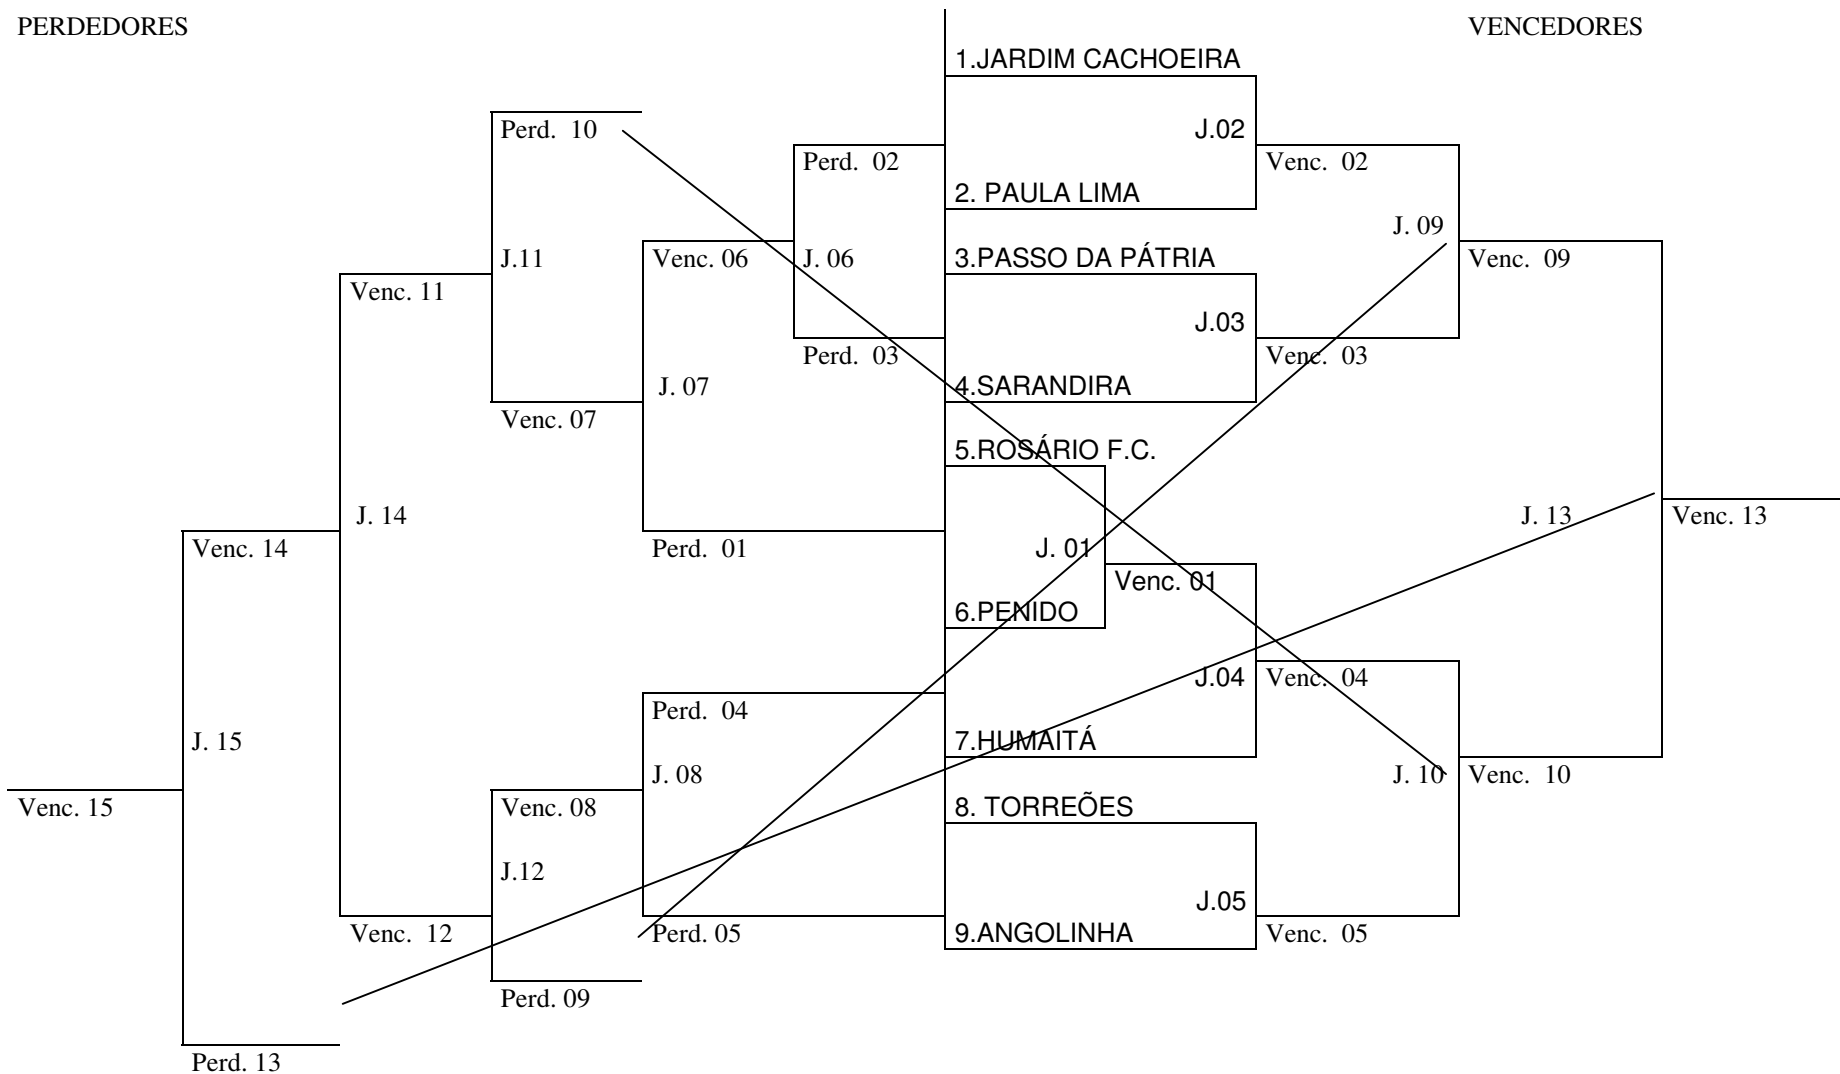 PERDEDORES
VENCEDORES
1.JARDIM CACHOEIRA
Perd. 10
J.02
Perd. 02
Venc. 02
2. PAULA LIMA
J. 09
J.11
Venc. 06
J. 06
3.PASSO DA PÁTRIA
Venc. 09
Venc. 11
J.03
Perd. 03
Venc. 03
J. 07
4.SARANDIRA
Venc. 07
5.ROSÁRIO F.C.
J. 14
J. 13
Venc. 13
Venc. 14
Perd. 01
J. 01
Venc. 01
6.PENIDO
J.04
Venc. 04
Perd. 04
J. 15
7.HUMAITÁ
J. 08
J. 10
Venc. 10
Venc. 15
Venc. 08
8. TORREÕES
J.12
J.05
Venc. 12
Perd. 05
9.ANGOLINHA
Venc. 05
Perd. 09
Perd. 13